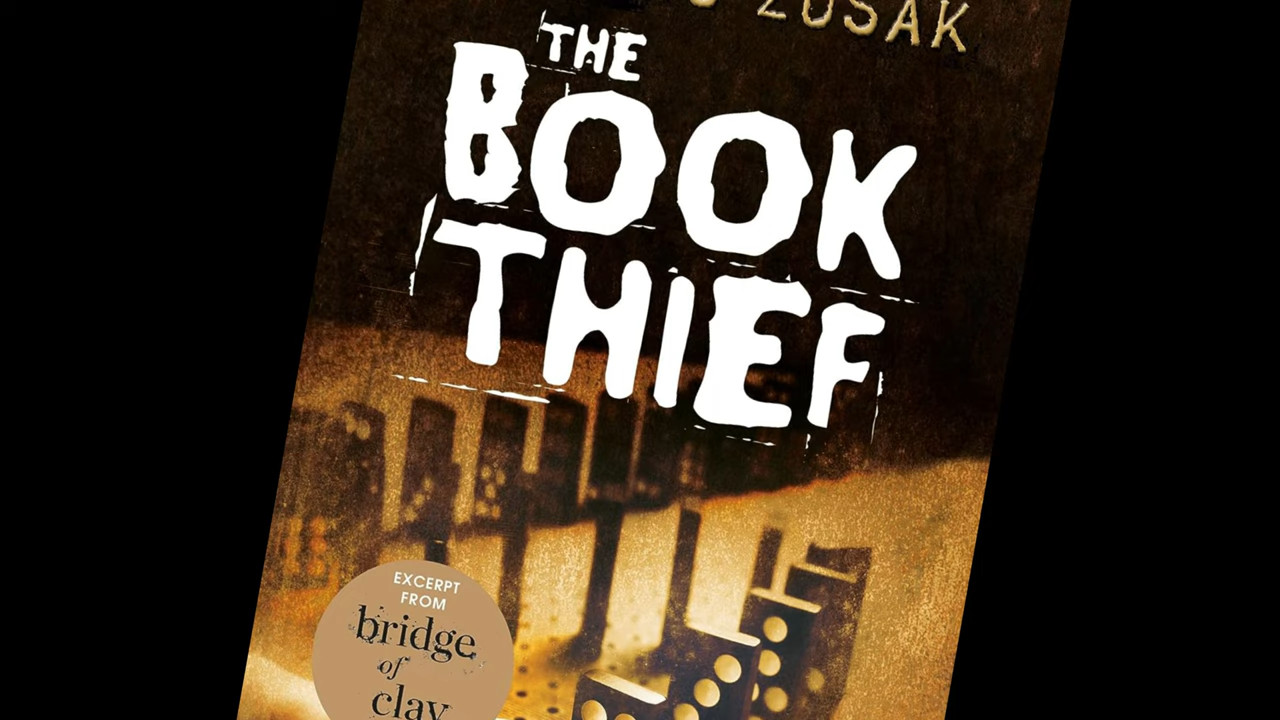 ZUSAK
THE
BOOK
THIEF
EXCERPT
FROM
bridge
of
clay